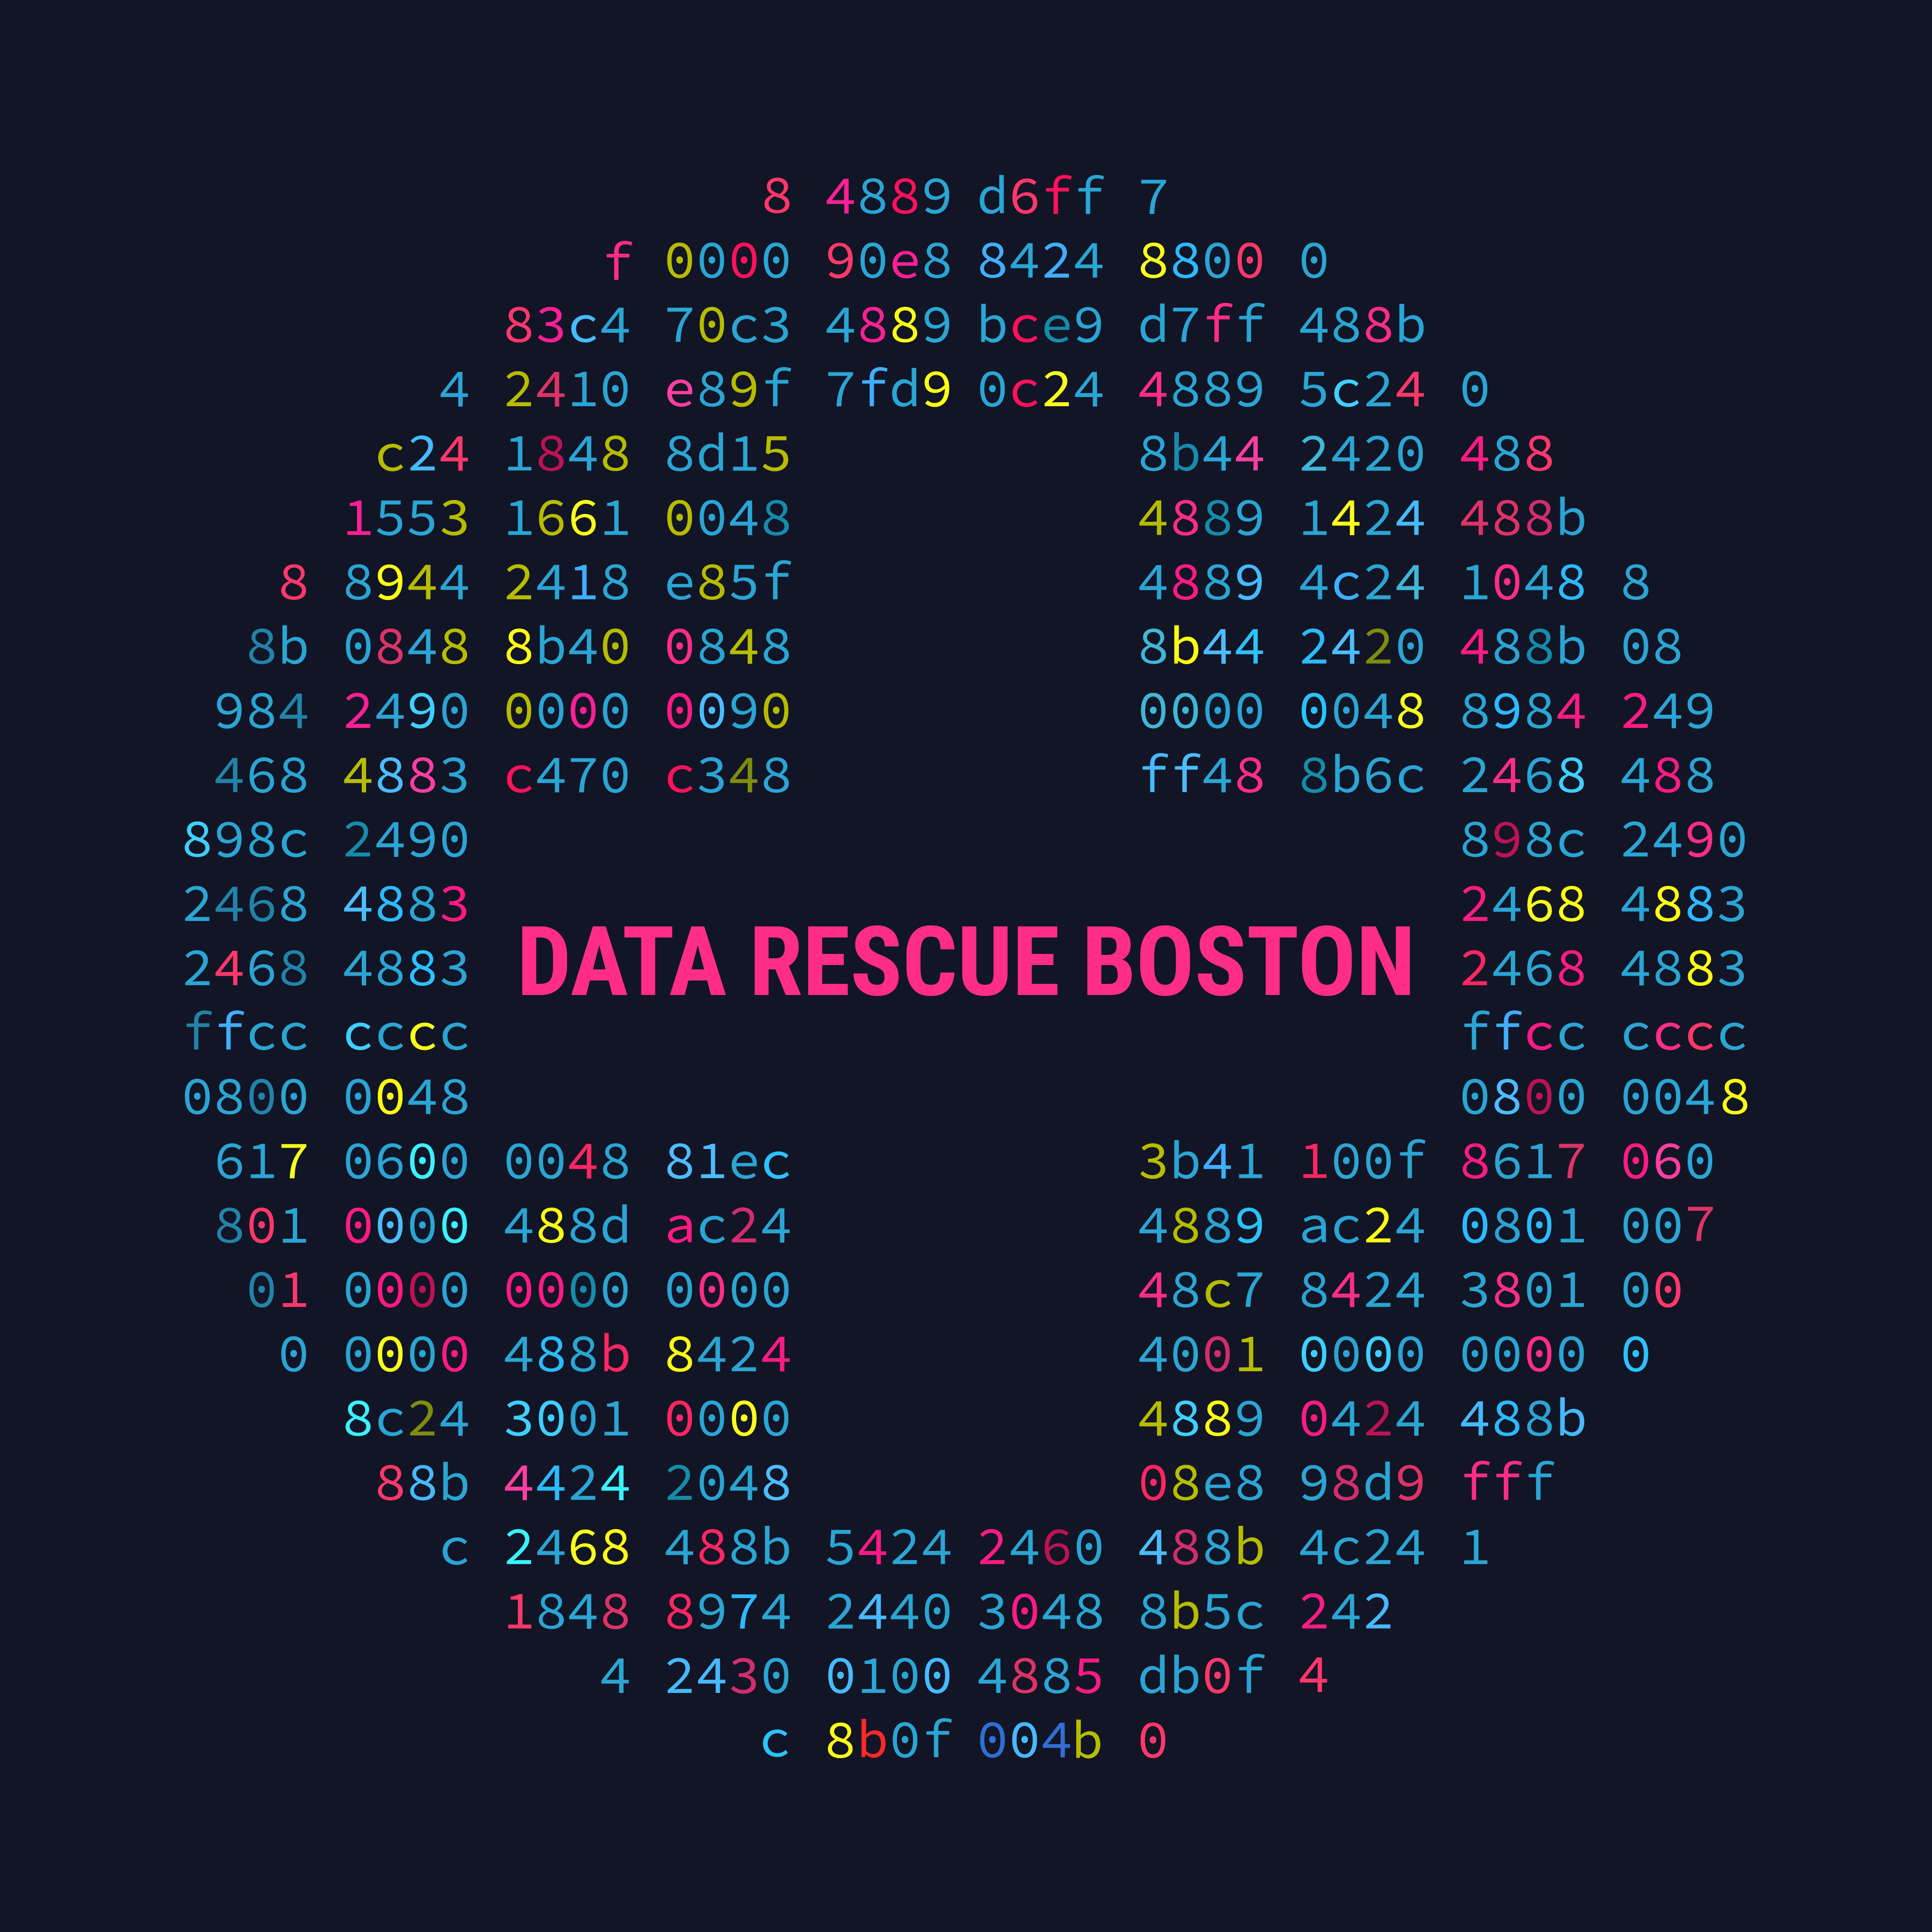 8 4889 d6ff 7
f 0000 90e8 8424 8800 0
83c4 70c3 4889 bce9 d7ff 488b
4 2410 e89f 7fd9 0c24 4889 5c24 0
c24 1848 8d15 8b44 2420 488
1553 1661 0048 4889 1424 488b
8 8944 2418 e85f 4889 4c24 1048 8
8b 0848 8b40 0848 8b44 2420 488b 08
984 2490 0000 0090 0000 0048 8984 249
468 4883 c470 c348 ff48 8b6c 2468 488
898c 2490 898c 2490
2468 4883 2468 4883
DATA RESCUE BOSTON
2468 4883 2468 4883
ffcc cccc ffcc cccc
0800 0048 0800 0048
617 0600 0048 81ec 3b41 100f 8617 060
801 0000 488d ac24 4889 ac24 0801 007
01 0000 0000 0000 48c7 8424 3801 00
0 0000 488b 8424 4001 0000 0000 0
8c24 3001 0000 4889 0424 488b
88b 4424 2048 08e8 98d9 fff
c 2468 488b 5424 2460 488b 4c24 1
1848 8974 2440 3048 8b5c 242
4 2430 0100 4885 db0f 4
c 8b0f 004b 0